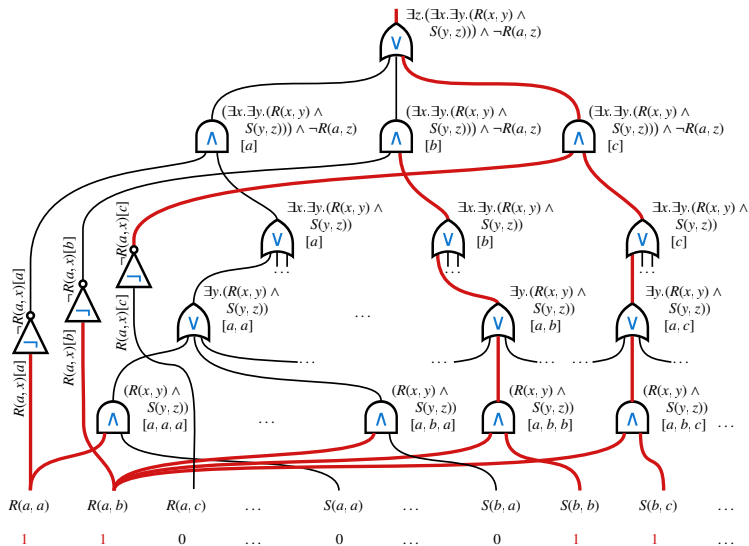 ∃z.(∃x.∃y.(R(x, y) ∧
S(y, z))) ∧ ¬R(a, z)
∨
(∃x.∃y.(R(x, y) ∧
S(y, z))) ∧ ¬R(a, z)
[a]
(∃x.∃y.(R(x, y) ∧
S(y, z))) ∧ ¬R(a, z)
[b]
(∃x.∃y.(R(x, y) ∧
S(y, z))) ∧ ¬R(a, z)
[c]
∧ ∧ ∧
∃x.∃y.(R(x, y) ∧
S(y, z))
[a]
∃x.∃y.(R(x, y) ∧
S(y, z))
[b]
∃x.∃y.(R(x, y) ∧
S(y, z))
[c]
∨ ∨ ∨
... ... ...
¬R(a, x)[a]
¬R(a, x)[b]
¬R(a, x)[c]
¬ ¬ ¬
R(a, x)[a]
R(a, x)[b]
R(a, x)[c]
∃y.(R(x, y) ∧
S(y, z))
[a, a]
...
∃y.(R(x, y) ∧
S(y, z))
[a, b]
∃y.(R(x, y) ∧
S(y, z))
[a, c]
∨ ∨ ∨
... ... ... ... ...
(R(x, y) ∧
S(y, z))
[a, a, a]
...
(R(x, y) ∧
S(y, z))
[a, b, a]
(R(x, y) ∧
S(y, z))
[a, b, b]
(R(x, y) ∧
S(y, z))
[a, b, c]
...
∧ ∧ ∧ ∧
R(a, a) R(a, b) R(a, c) ... S(a, a) ... S(b, a) S(b, b) S(b, c) ...
1 1 0 ... 0 ... 0 1 1 ...